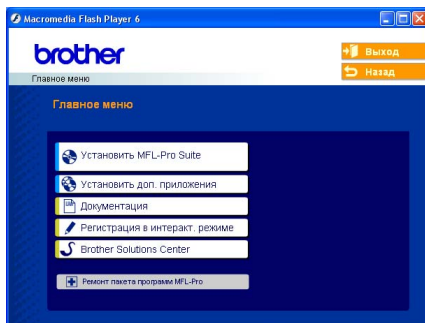 Macromedia Flash Player 6
brother
Выход
Назад
Главное меню
Главное меню
Установить MFL-Pro Suite
Установить доп. приложения
Документация
Регистрация в интеракт. режиме
Brother Solutions Center
Ремонт пакета программ MFL-Pro